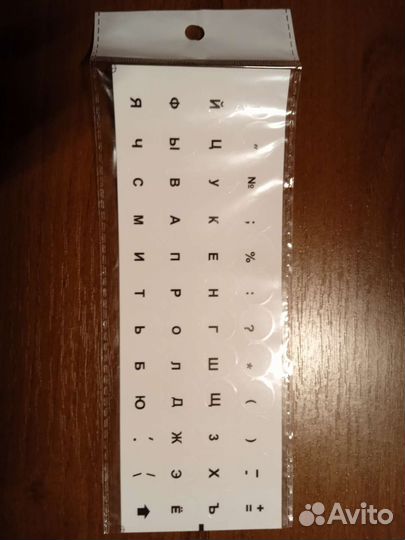 " № ; % : ? * ( ) _ - + =
Й Ц У К Е Н Г Ш Щ З Х Ъ
Ф Ы В А П Р О Л Д Ж Э Ё
Я Ч С М И Т Ь Б Ю , . / \
Avito